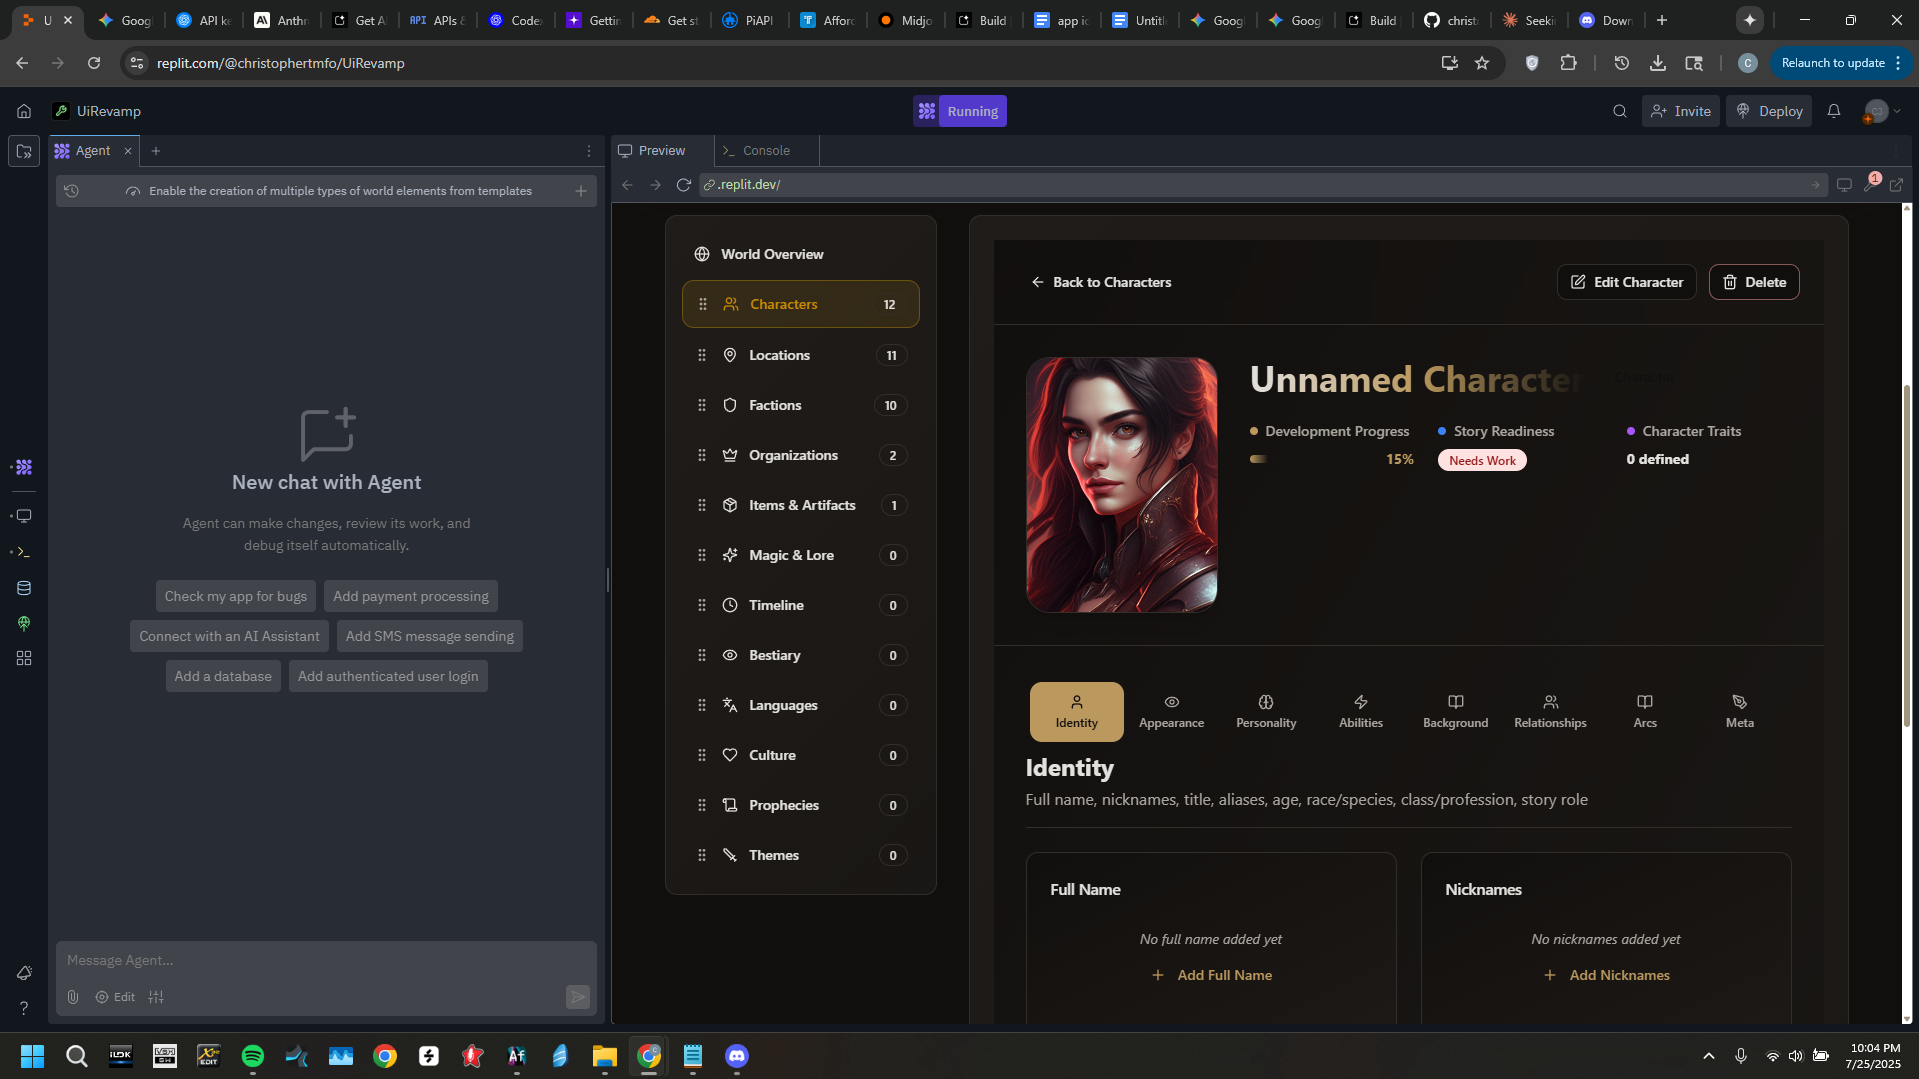 U
Googl
API ke
Anthr
Get Al
APIs &
Codex
Gettin
Get st
PiAPI
Affor
Midjo
Build
app ic
Untitl
Googl
Googl
Build
christ
Seeki
Down
replit.com/@christophertmfo/UiRevamp
C
Relaunch to update
UiRevamp
Running
Invite
Deploy
Agent
Preview
Console
Enable the creation of multiple types of world elements from templates
.replit.dev/
1
New chat with Agent
Agent can make changes, review its work, and
debug itself automatically.
Check my app for bugs
Add payment processing
Connect with an AI Assistant
Add SMS message sending
Add a database
Add authenticated user login
Message Agent...
Edit
World Overview
Characters 12
Locations 11
Factions 10
Organizations 2
Items & Artifacts 1
Magic & Lore 0
Timeline 0
Bestiary 0
Languages 0
Culture 0
Prophecies 0
Themes 0
Back to Characters
Edit Character
Delete
Unnamed Character
Character
Development Progress
15%
Story Readiness
Needs Work
Character Traits
0 defined
Identity
Appearance
Personality
Abilities
Background
Relationships
Arcs
Meta
Identity
Full name, nicknames, title, aliases, age, race/species, class/profession, story role
Full Name
No full name added yet
+ Add Full Name
Nicknames
No nicknames added yet
+ Add Nicknames
10:04 PM
7/25/2025